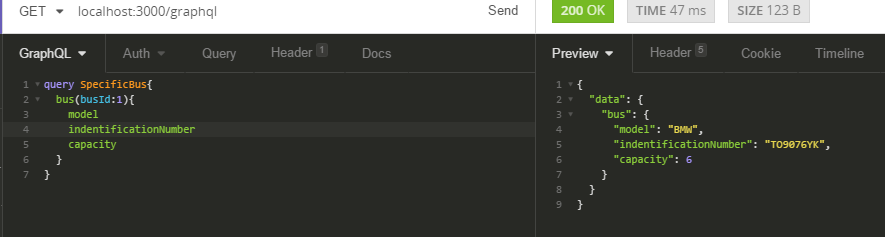 GET localhost:3000/graphql Send 200 OK TIME 47 ms SIZE 123 B
GraphQL Auth Query Header 1 Docs Preview Header 5 Cookie Timeline
1 query SpecificBus{
2 bus(busId:1){
3 model
4 indentificationNumber
5 capacity
6 }
7 }
1 {
2 "data": {
3 "bus": {
4 "model": "BMW",
5 "indentificationNumber": "TO9076YK",
6 "capacity": 6
7 }
8 }
9 }